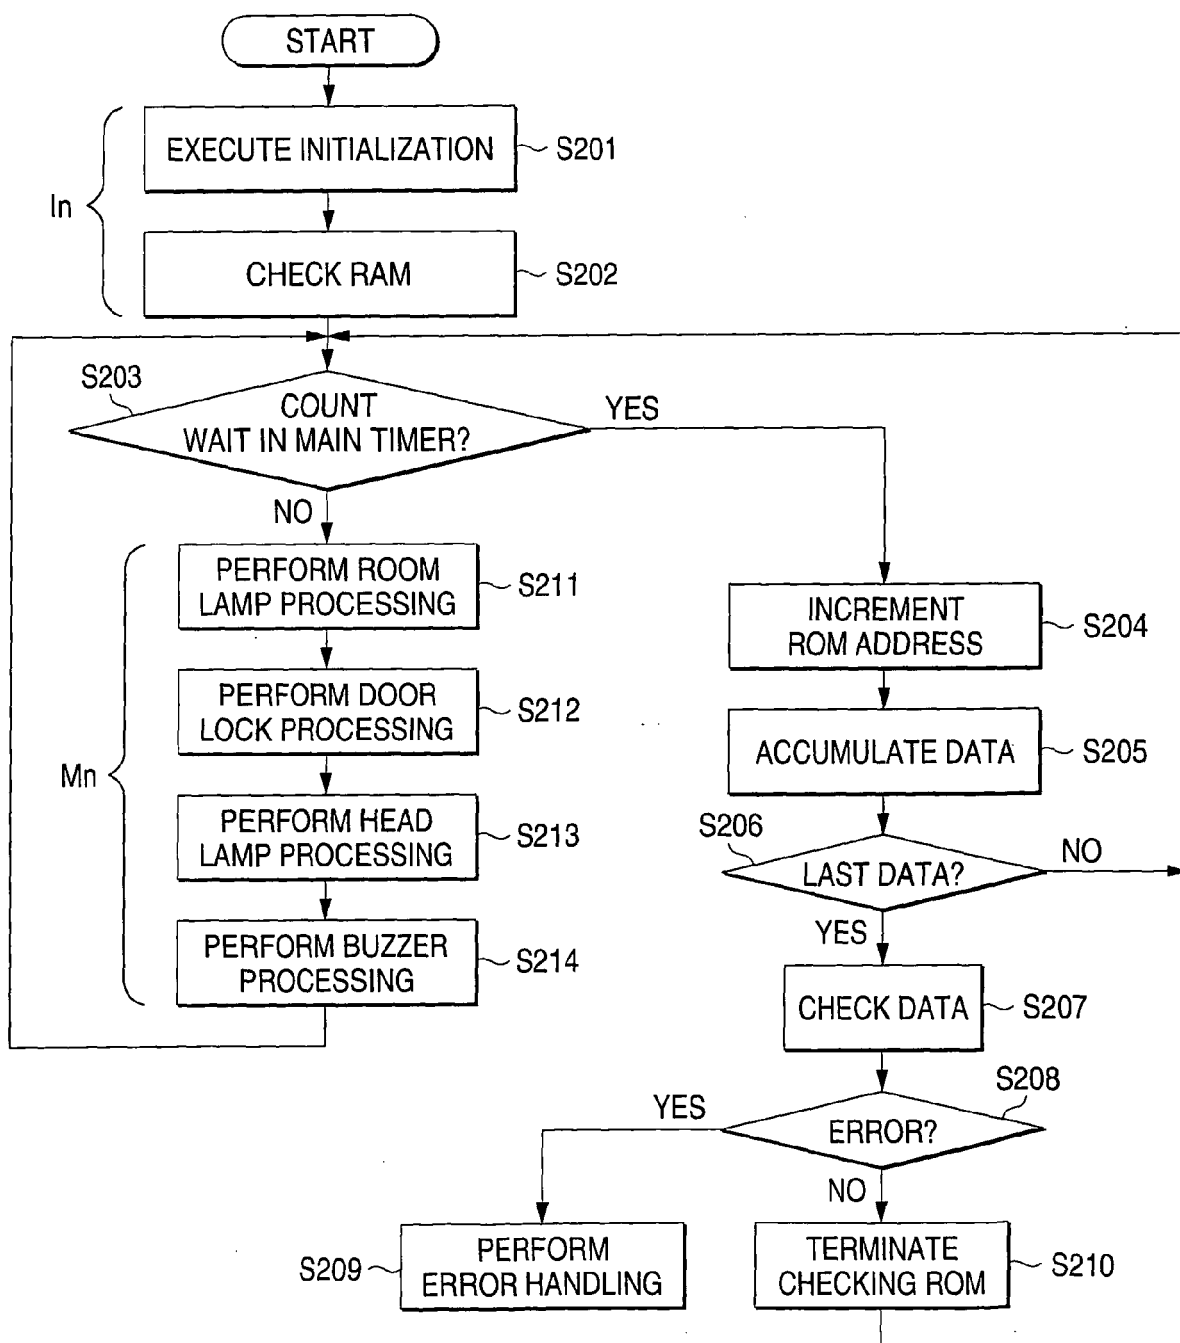 START
EXECUTE INITIALIZATION
S201
In
CHECK RAM
S202
S203
COUNT
WAIT IN MAIN TIMER?
YES
NO
PERFORM ROOM
LAMP PROCESSING
S211
PERFORM DOOR
LOCK PROCESSING
S212
Mn
PERFORM HEAD
LAMP PROCESSING
S213
PERFORM BUZZER
PROCESSING
S214
INCREMENT
ROM ADDRESS
S204
ACCUMULATE DATA
S205
S206
LAST DATA?
NO
YES
CHECK DATA
S207
S208
ERROR?
YES
NO
S209
PERFORM
ERROR HANDLING
TERMINATE
CHECKING ROM
S210